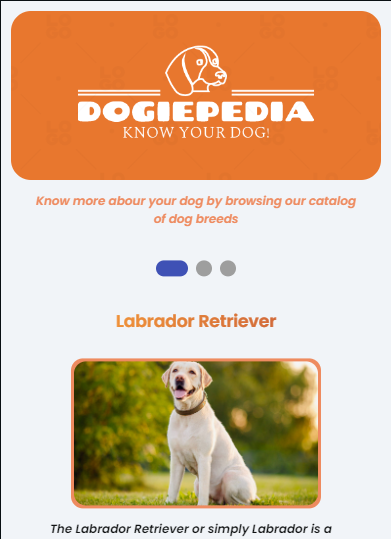 DOGIEPEDIA
KNOW YOUR DOG!
Know more abour your dog by browsing our catalog
of dog breeds
Labrador Retriever
The Labrador Retriever or simply Labrador is a